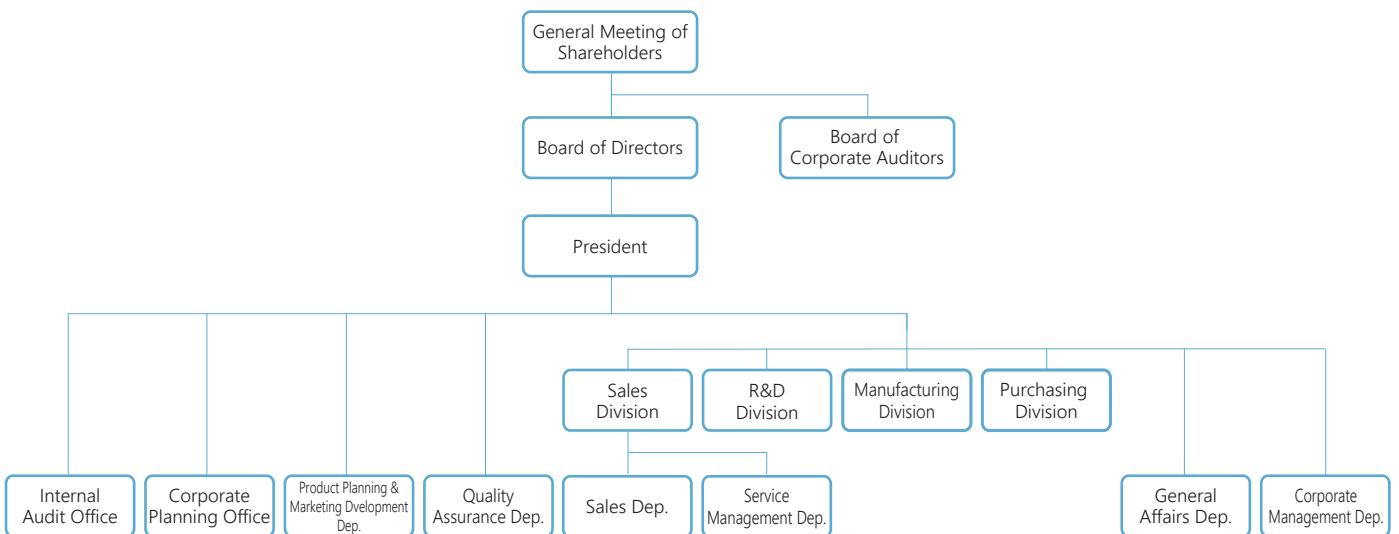 General Meeting of
Shareholders
Board of Directors
Board of
Corporate Auditors
President
Sales
Division
R&D
Division
Manufacturing
Division
Purchasing
Division
Internal
Audit Office
Corporate
Planning Office
Product Planning &
Marketing Dvelopment
Dep.
Quality
Assurance Dep.
Sales Dep.
Service
Management Dep.
General
Affairs Dep.
Corporate
Management Dep.